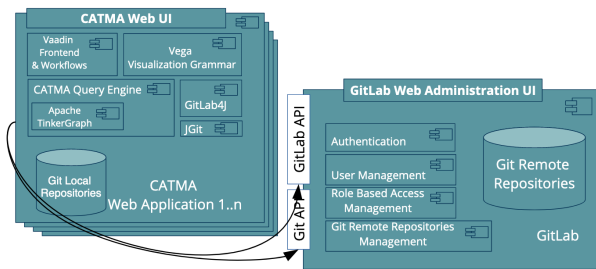 CATMA Web UI
Vaadin
Frontend
& Workflows
Vega
Visualization Grammar
CATMA Query Engine
Apache
TinkerGraph
GitLab4J
JGit
Git Local
Repositories
CATMA
Web Application 1..n
GitLab API
Git API
GitLab Web Administration UI
Authentication
User Management
Role Based Access
Management
Git Remote Repositories
Management
Git Remote
Repositories
GitLab